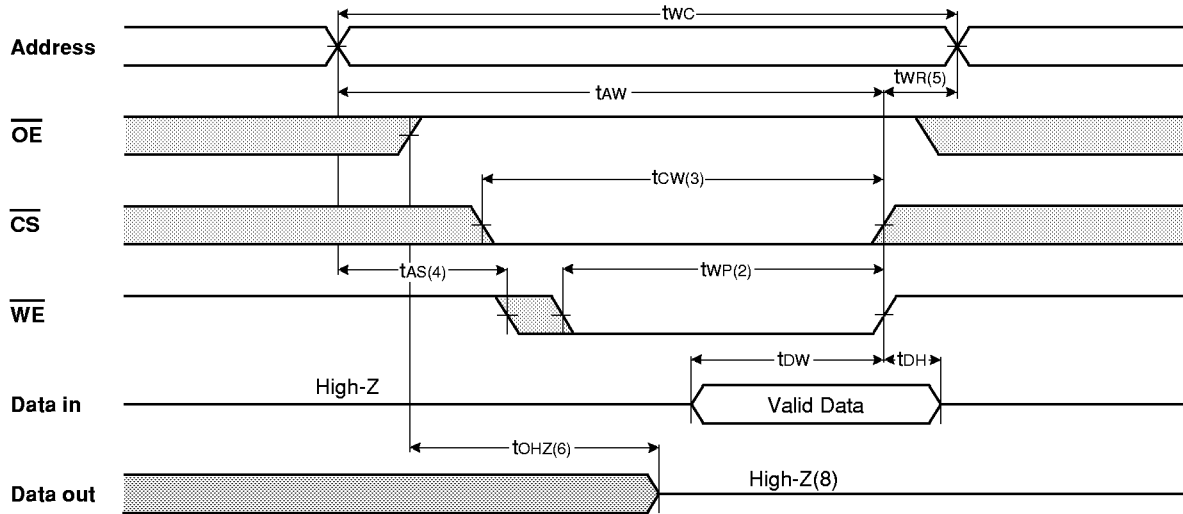 tWC
Address
tWR(5)
tAW
OE
tCW(3)
CS
tAS(4)
tWP(2)
WE
tDW
tDH
High-Z
Data in
Valid Data
tOHZ(6)
High-Z(8)
Data out